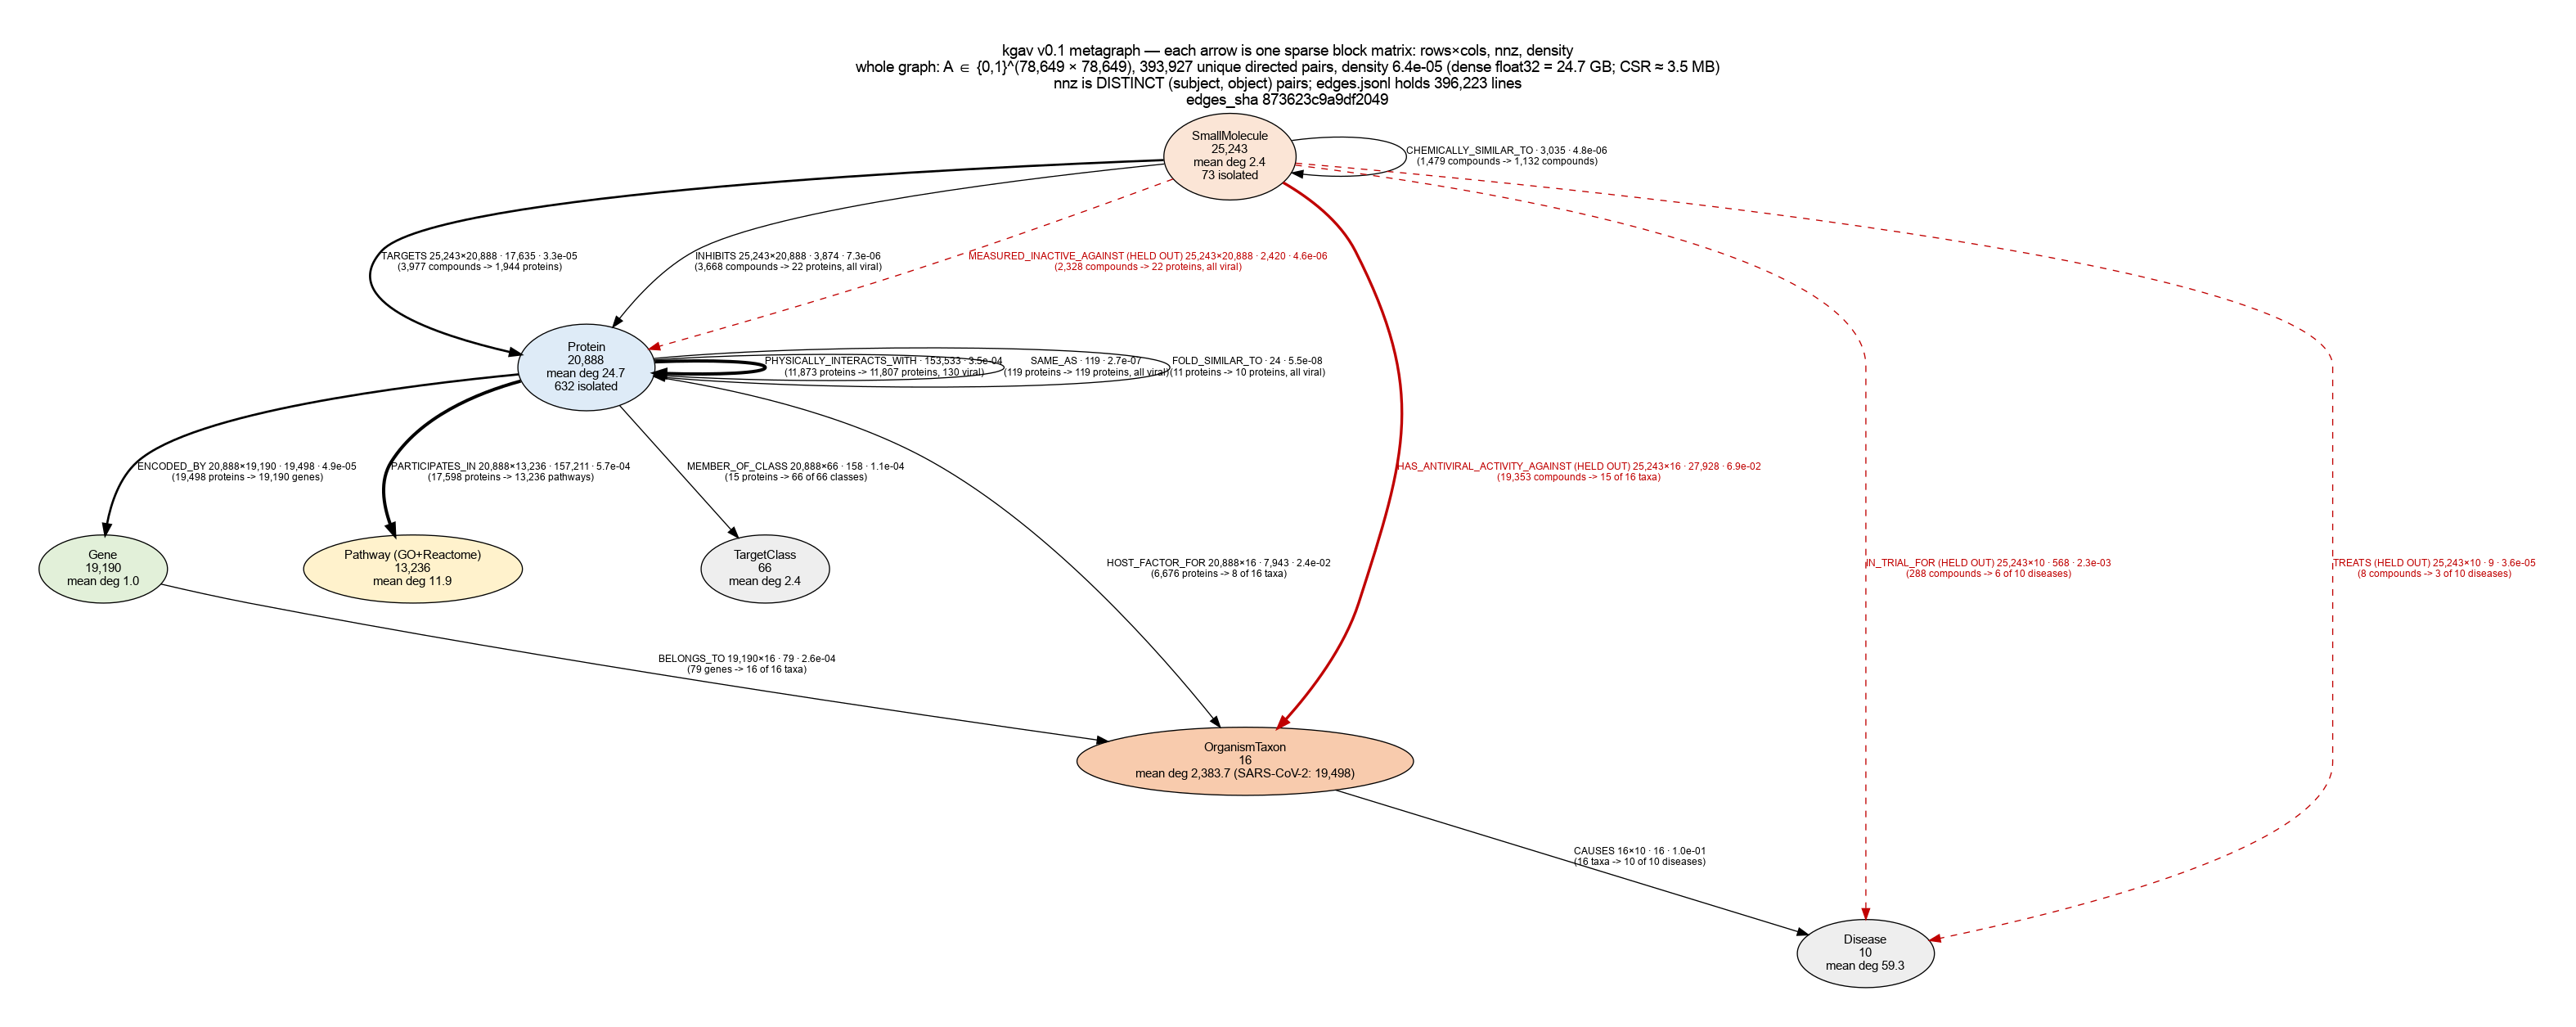 kgav v0.1 metagraph — each arrow is one sparse block matrix: rows×cols, nnz, density
whole graph: A ∈ {0,1}^(78,649 × 78,649), 393,927 unique directed pairs, density 6.4e-05 (dense float32 = 24.7 GB; CSR ≈ 3.5 MB)
nnz is DISTINCT (subject, object) pairs; edges.jsonl holds 396,223 lines
edges_sha 873623c9a9df2049
SmallMolecule
25,243
mean deg 2.4
73 isolated
CHEMICALLY_SIMILAR_TO · 3,035 · 4.8e-06
(1,479 compounds -> 1,132 compounds)
TARGETS 25,243×20,888 · 17,635 · 3.3e-05
(3,977 compounds -> 1,944 proteins)
INHIBITS 25,243×20,888 · 3,874 · 7.3e-06
(3,668 compounds -> 22 proteins, all viral)
MEASURED_INACTIVE_AGAINST (HELD OUT) 25,243×20,888 · 2,420 · 4.6e-06
(2,328 compounds -> 22 proteins, all viral)
Protein
20,888
mean deg 24.7
632 isolated
PHYSICALLY_INTERACTS_WITH · 153,533 · 3.5e-04
(11,873 proteins -> 11,807 proteins, 130 viral)
SAME_AS · 119 · 2.7e-07
(119 proteins -> 119 proteins, all viral)
FOLD_SIMILAR_TO · 24 · 5.5e-08
(11 proteins -> 10 proteins, all viral)
ENCODED_BY 20,888×19,190 · 19,498 · 4.9e-05
(19,498 proteins -> 19,190 genes)
PARTICIPATES_IN 20,888×13,236 · 157,211 · 5.7e-04
(17,598 proteins -> 13,236 pathways)
MEMBER_OF_CLASS 20,888×66 · 158 · 1.1e-04
(15 proteins -> 66 of 66 classes)
HAS_ANTIVIRAL_ACTIVITY_AGAINST (HELD OUT) 25,243×16 · 27,928 · 6.9e-02
(19,353 compounds -> 15 of 16 taxa)
Gene
19,190
mean deg 1.0
Pathway (GO+Reactome)
13,236
mean deg 11.9
TargetClass
66
mean deg 2.4
HOST_FACTOR_FOR 20,888×16 · 7,943 · 2.4e-02
(6,676 proteins -> 8 of 16 taxa)
IN_TRIAL_FOR (HELD OUT) 25,243×10 · 568 · 2.3e-03
(288 compounds -> 6 of 10 diseases)
TREATS (HELD OUT) 25,243×10 · 9 · 3.6e-05
(8 compounds -> 3 of 10 diseases)
BELONGS_TO 19,190×16 · 79 · 2.6e-04
(79 genes -> 16 of 16 taxa)
OrganismTaxon
16
mean deg 2,383.7 (SARS-CoV-2: 19,498)
CAUSES 16×10 · 16 · 1.0e-01
(16 taxa -> 10 of 10 diseases)
Disease
10
mean deg 59.3